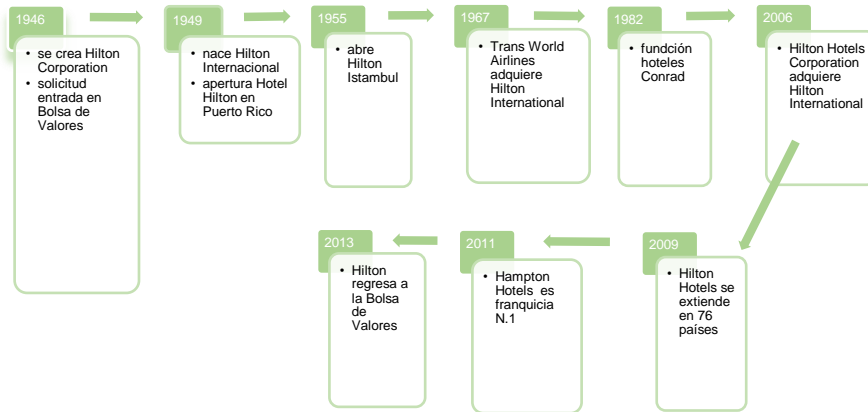 1946
• se crea Hilton
Corporation
• solicitud
entrada en
Bolsa de
Valores
1949
• nace Hilton
Internacional
• apertura Hotel
Hilton en
Puerto Rico
1955
• abre
Hilton
Istambul
1967
• Trans World
Airlines
adquiere
Hilton
International
1982
• fundción
hoteles
Conrad
2006
• Hilton Hotels
Corporation
adquiere
Hilton
International
2009
• Hilton
Hotels se
extiende
en 76
países
2011
• Hampton
Hotels es
franquicia
N.1
2013
• Hilton
regresa a
la Bolsa
de
Valores